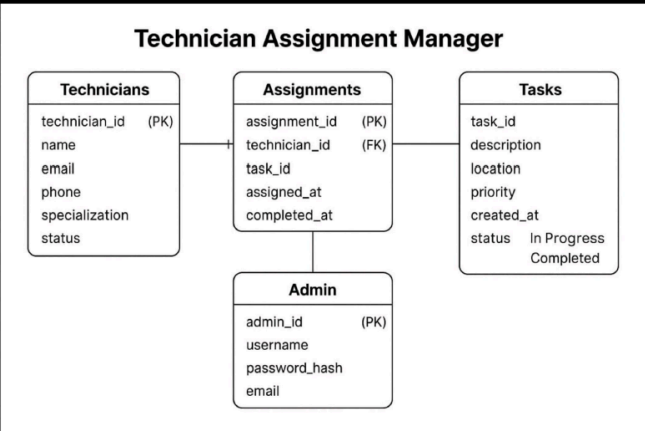 Technician Assignment Manager
Technicians
technician_id (PK)
name
email
phone
specialization
status
Assignments
assignment_id (PK)
technician_id (FK)
task_id
assigned_at
completed_at
Tasks
task_id
description
location
priority
created_at
status In Progress
Completed
Admin
admin_id (PK)
username
password_hash
email